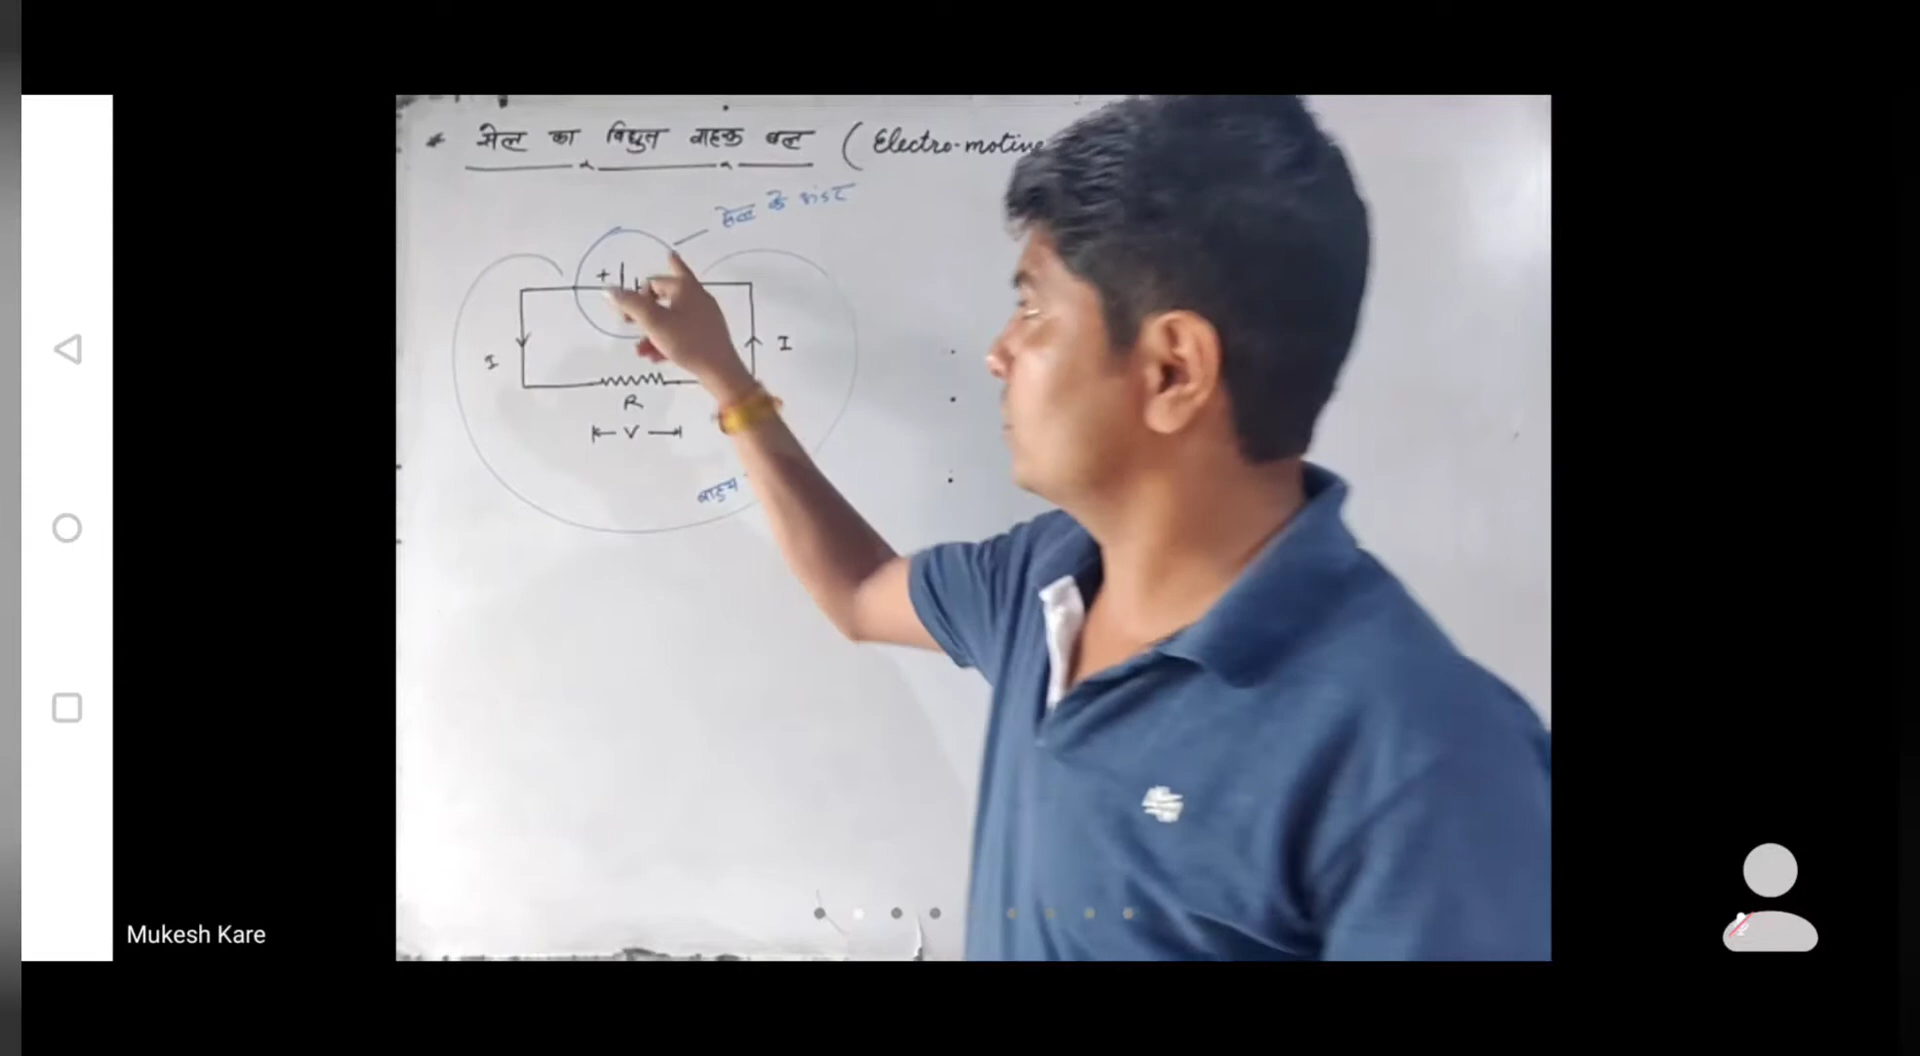 * सेल का विद्युत वाहक बल ( Electro-motive
सेल के अंदर
+
I
I
R
V
बाह्य
Mukesh Kare